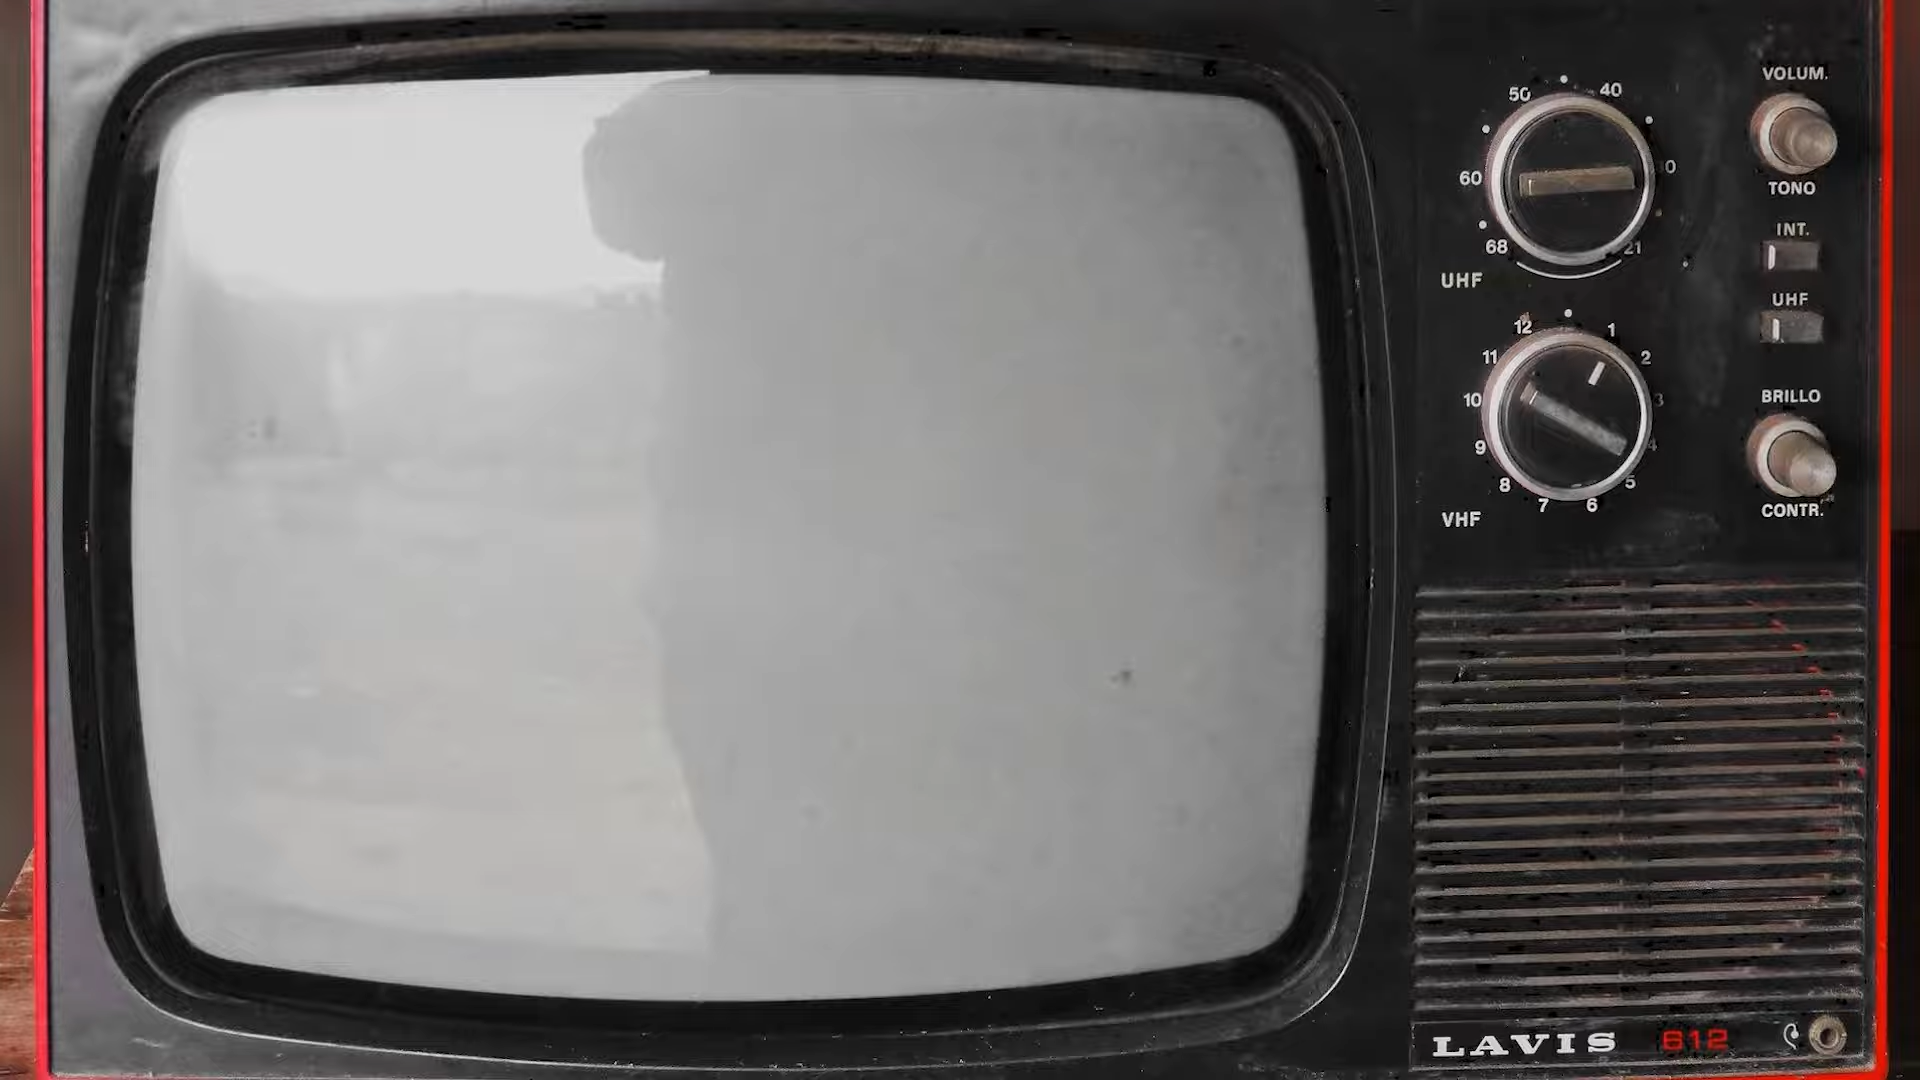 VOLUM.
50 40
60 30
68 21
UHF
TONO
INT.
UHF
12 1
11 2
10 3
9 4
8 5
7 6
VHF
BRILLO
CONTR.
LAVIS 612